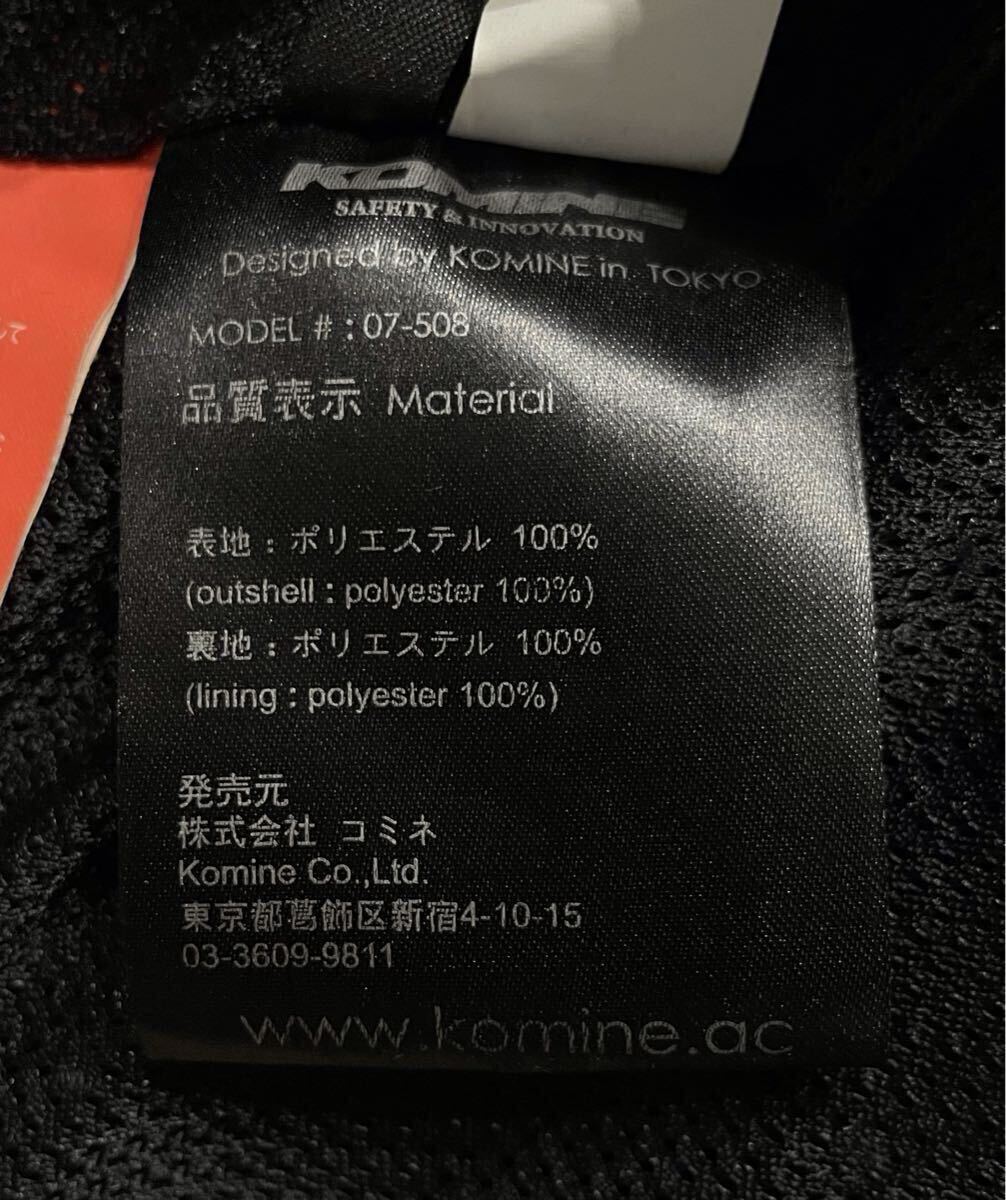 KOMINE
SAFETY & INNOVATION
Designed by KOMINE in TOKYO
MODEL # : 07-508
品質表示 Material
表地 : ポリエステル 100%
(outshell : polyester 100%)
裏地 : ポリエステル 100%
(lining : polyester 100%)
発売元
株式会社 コミネ
Komine Co.,Ltd.
東京都葛飾区新宿4-10-15
03-3609-9811
www.komine.ac